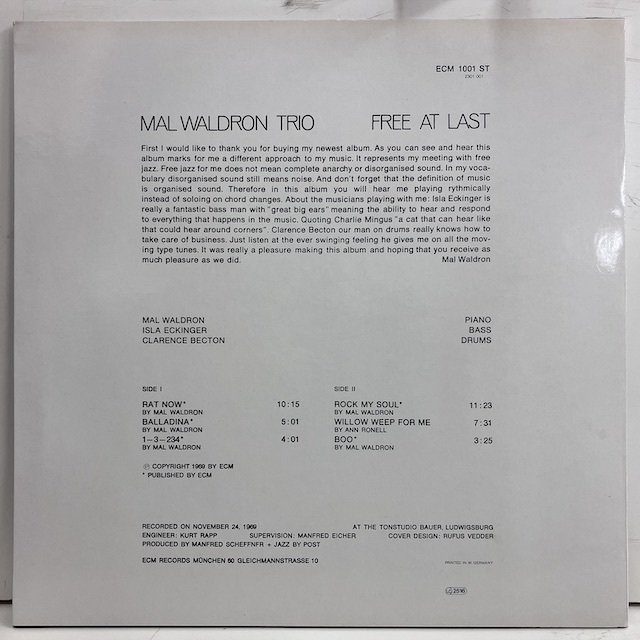 ECM 1001 ST
2301 001
MAL WALDRON TRIO FREE AT LAST
First I would like to thank you for buying my newest album. As you can see and hear this
album marks for me a different approach to my music. It represents my meeting with free
jazz. Free jazz for me does not mean complete anarchy or disorganised sound. In my voca-
bulary disorganised sound still means noise. And don't forget that the definition of music
is organised sound. Therefore in this album you will hear me playing rythmically
instead of soloing on chord changes. About the musicians playing with me: Isla Eckinger is
really a fantastic bass man with "great big ears" meaning the ability to hear and respond
to everything that happens in the music. Quoting Charlie Mingus "a cat that can hear like
that could hear around corners". Clarence Becton our man on drums really knows how to
take care of business. Just listen at the ever swinging feeling he gives me on all the mov-
ing type tunes. It was really a pleasure making this album and hoping that you receive as
much pleasure as we did. Mal Waldron
MAL WALDRON PIANO
ISLA ECKINGER BASS
CLARENCE BECTON DRUMS
SIDE I SIDE II
RAT NOW* 10:15 ROCK MY SOUL* 11:23
BY MAL WALDRON BY MAL WALDRON
BALLADINA* 5:01 WILLOW WEEP FOR ME 7:31
BY MAL WALDRON BY ANN RONELL
1–3–234* 4:01 BOO* 3:25
BY MAL WALDRON BY MAL WALDRON
℗ COPYRIGHT 1969 BY ECM
* PUBLISHED BY ECM
RECORDED ON NOVEMBER 24, 1969 AT THE TONSTUDIO BAUER, LUDWIGSBURG
ENGINEER: KURT RAPP SUPERVISION: MANFRED EICHER COVER DESIGN: RUFUS VEDDER
PRODUCED BY MANFRED SCHEFFNFR + JAZZ BY POST
ECM RECORDS MÜNCHEN 60 GLEICHMANNSTRASSE 10 PRINTED IN W. GERMANY